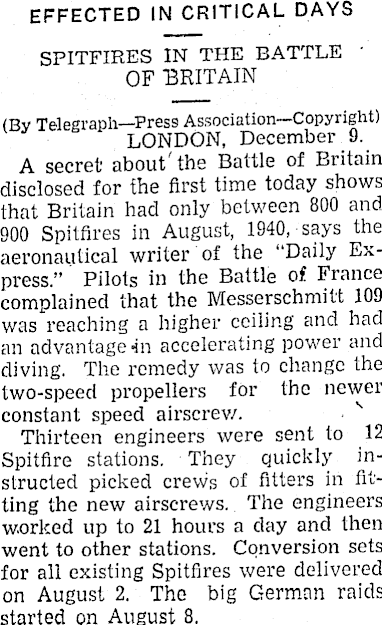 EFFECTED IN CRITICAL DAYS
SPITFIRES IN THE BATTLE
OF BRITAIN
(By Telegraph—Press Association—Copyright)
LONDON, December 9.
A secret about the Battle of Britain
disclosed for the first time today shows
that Britain had only between 800 and
900 Spitfires in August, 1940, says the
aeronautical writer of the "Daily Ex-
press." Pilots in the Battle of France
complained that the Messerschmitt 109
was reaching a higher ceiling and had
an advantage in accelerating power and
diving. The remedy was to change the
two-speed propellers for the newer
constant speed airscrew.
Thirteen engineers were sent to 12
Spitfire stations. They quickly in-
structed picked crews of fitters in fit-
ting the new airscrews. The engineers
worked up to 21 hours a day and then
went to other stations. Conversion sets
for all existing Spitfires were delivered
on August 2. The big German raids
started on August 8.